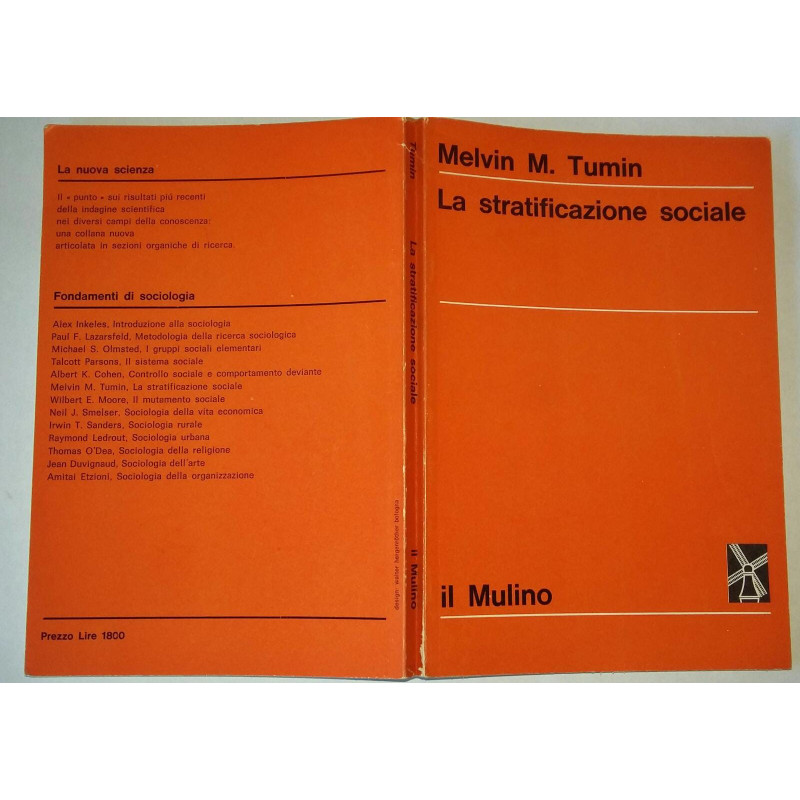 La nuova scienza
Il « punto » sui risultati piú recenti
della indagine scientifica
nei diversi campi della conoscenza:
una collana nuova
articolata in sezioni organiche di ricerca.
Fondamenti di sociologia
Alex Inkeles, Introduzione alla sociologia
Paul F. Lazarsfeld, Metodologia della ricerca sociologica
Michael S. Olmsted, I gruppi sociali elementari
Talcott Parsons, Il sistema sociale
Albert K. Cohen, Controllo sociale e comportamento deviante
Melvin M. Tumin, La stratificazione sociale
Wilbert E. Moore, Il mutamento sociale
Neil J. Smelser, Sociologia della vita economica
Irwin T. Sanders, Sociologia rurale
Raymond Ledrout, Sociologia urbana
Thomas O'Dea, Sociologia della religione
Jean Duvignaud, Sociologia dell'arte
Amitai Etzioni, Sociologia della organizzazione
Prezzo Lire 1800
design: walter bologna
Tumin
La stratificazione sociale
il Mulino
Melvin M. Tumin
La stratificazione sociale
il Mulino